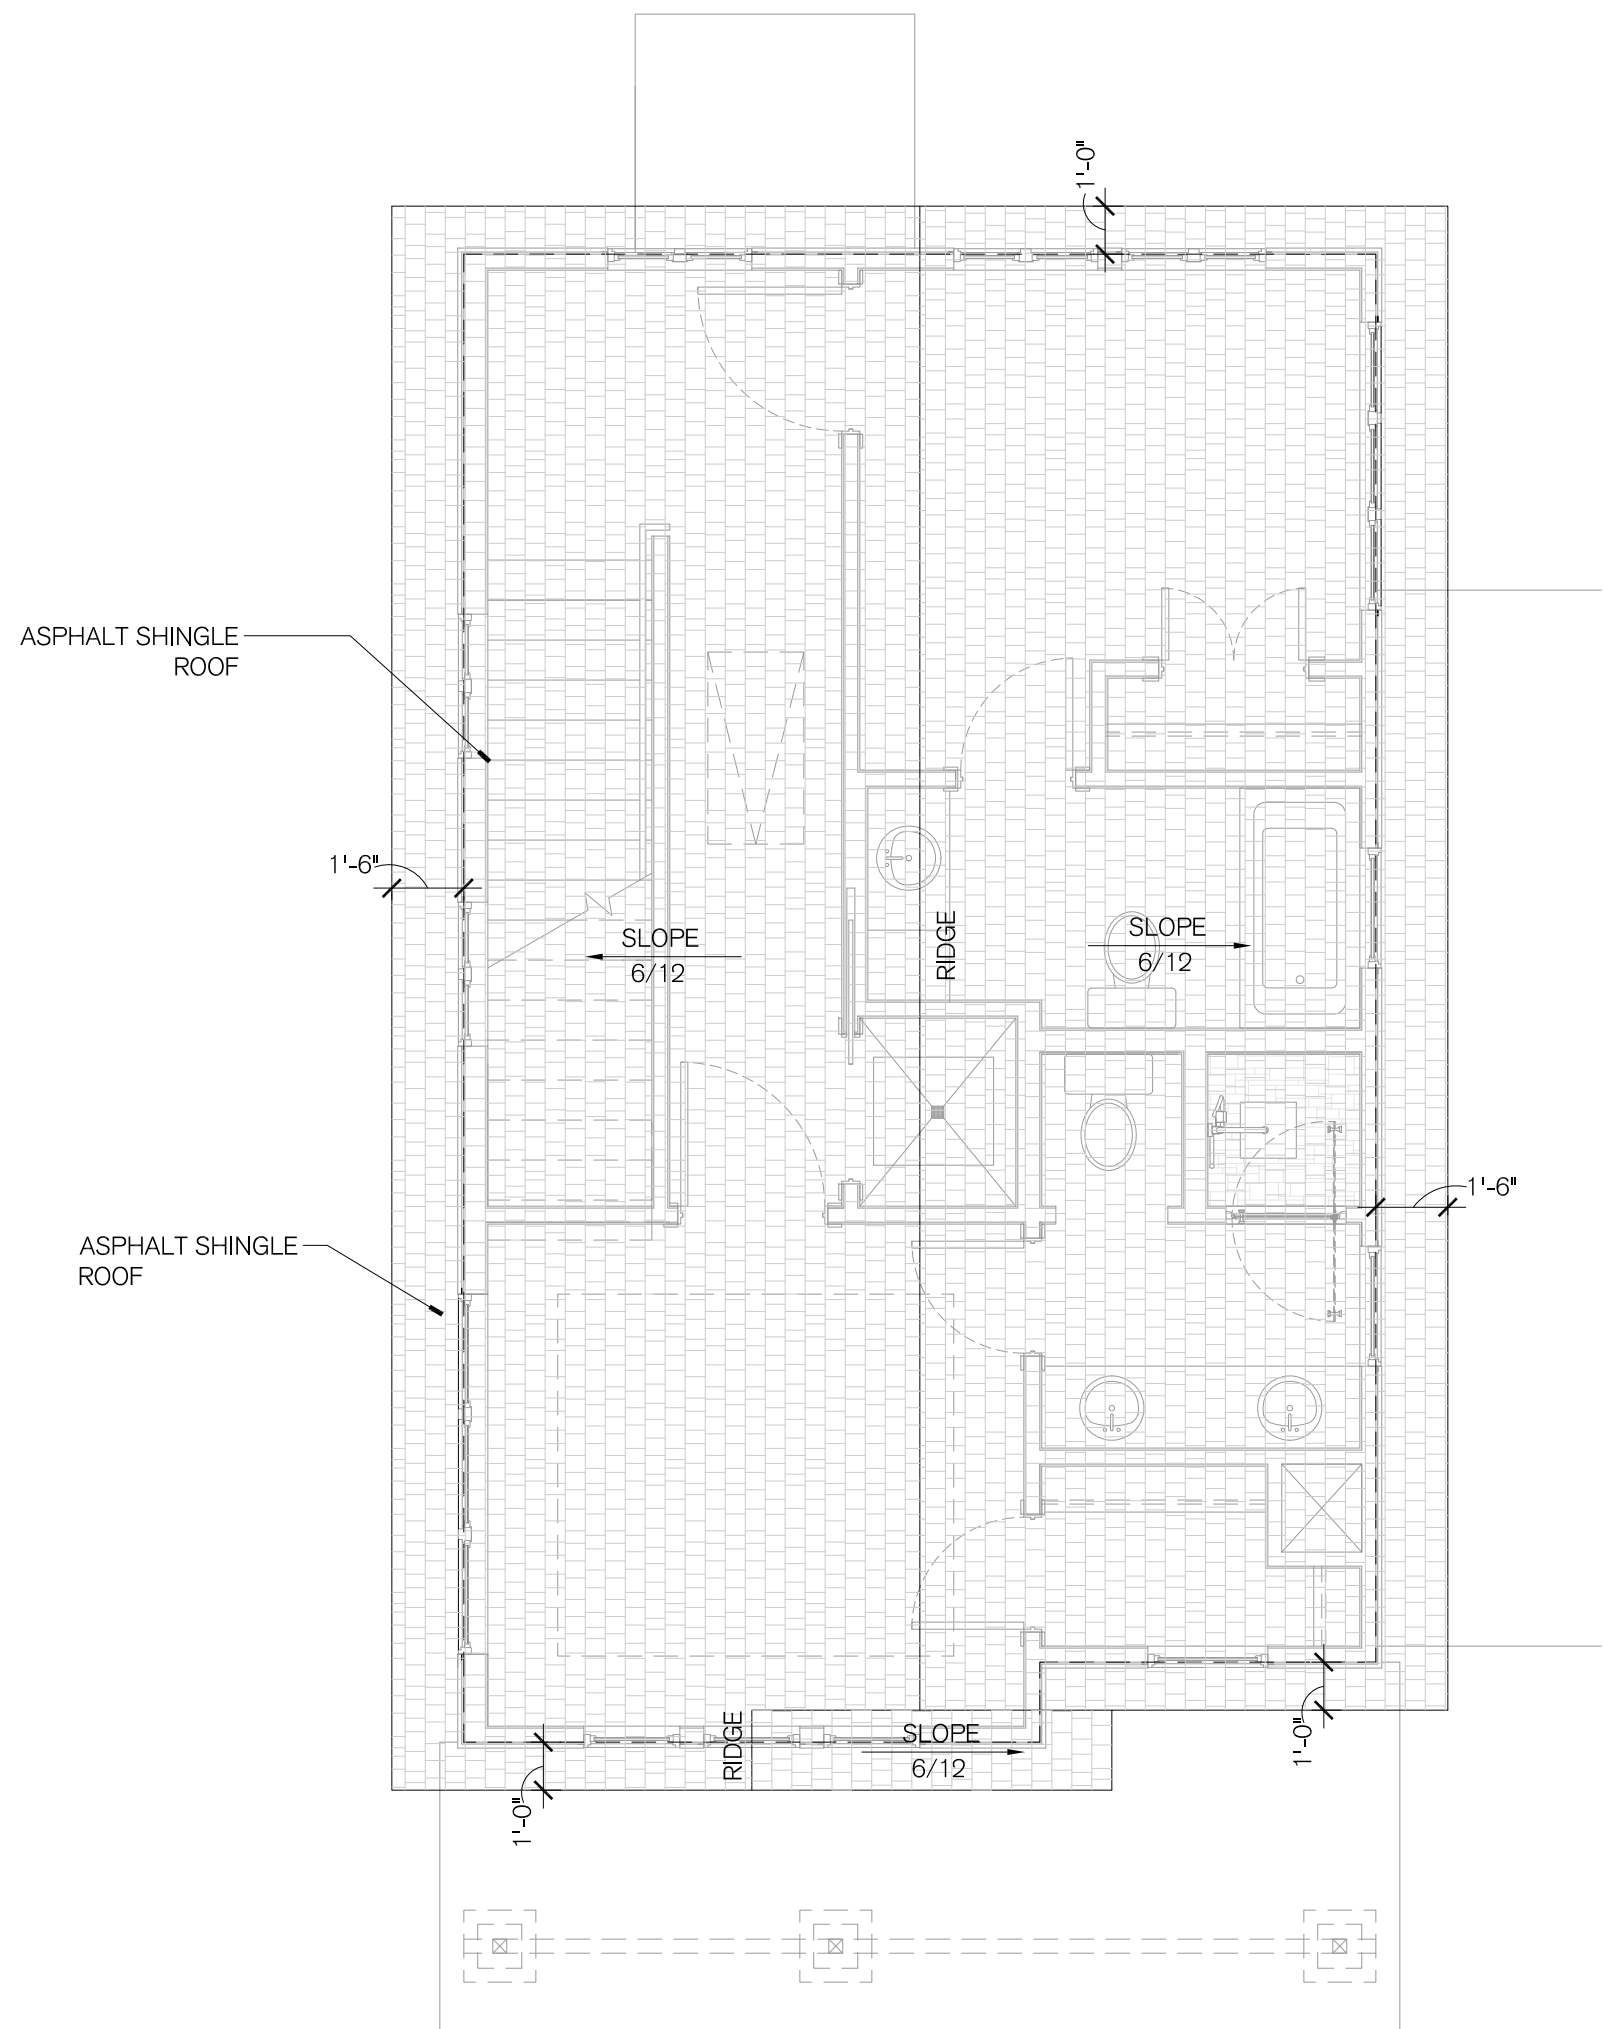 1'-0"
ASPHALT SHINGLE
ROOF
1'-6"
SLOPE
6/12
RIDGE
SLOPE
6/12
1'-6"
ASPHALT SHINGLE
ROOF
RIDGE
SLOPE
6/12
1'-0"
1'-0"